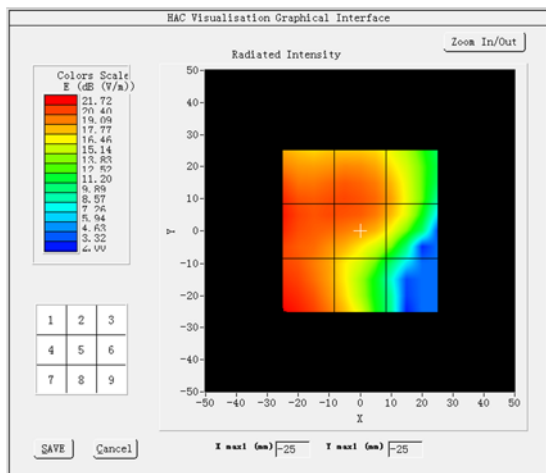 HAC Visualisation Graphical Interface
Zoom In/Out
Radiated Intensity
Colors Scale
E (dB (V/m))
21.72
20.40
19.09
17.77
16.46
15.14
13.83
12.52
11.20
9.89
8.57
7.26
5.94
4.63
3.32
2.00
50
40
30
20
10
0
-10
-20
-30
-40
-50
Y
-50 -40 -30 -20 -10 0 10 20 30 40 50
X
1 2 3
4 5 6
7 8 9
SAVE Cancel X max1 (mm) -25 Y max1 (mm) -25